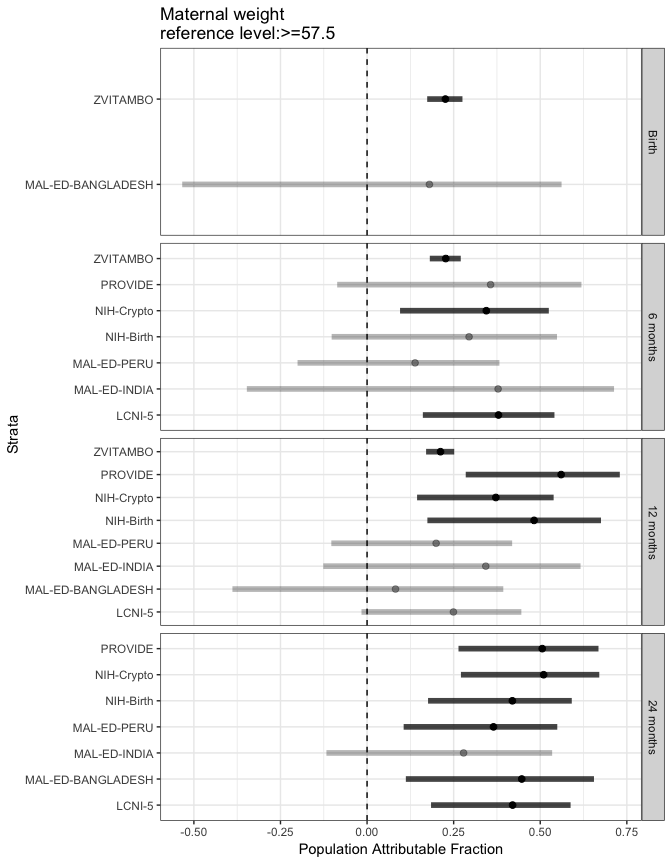 Maternal weight
reference level:>=57.5
Strata
ZVITAMBO
MAL-ED-BANGLADESH
Birth
ZVITAMBO
PROVIDE
NIH-Crypto
NIH-Birth
MAL-ED-PERU
MAL-ED-INDIA
LCNI-5
6 months
ZVITAMBO
PROVIDE
NIH-Crypto
NIH-Birth
MAL-ED-PERU
MAL-ED-INDIA
MAL-ED-BANGLADESH
LCNI-5
12 months
PROVIDE
NIH-Crypto
NIH-Birth
MAL-ED-PERU
MAL-ED-INDIA
MAL-ED-BANGLADESH
LCNI-5
24 months
-0.50 -0.25 0.00 0.25 0.50 0.75
Population Attributable Fraction